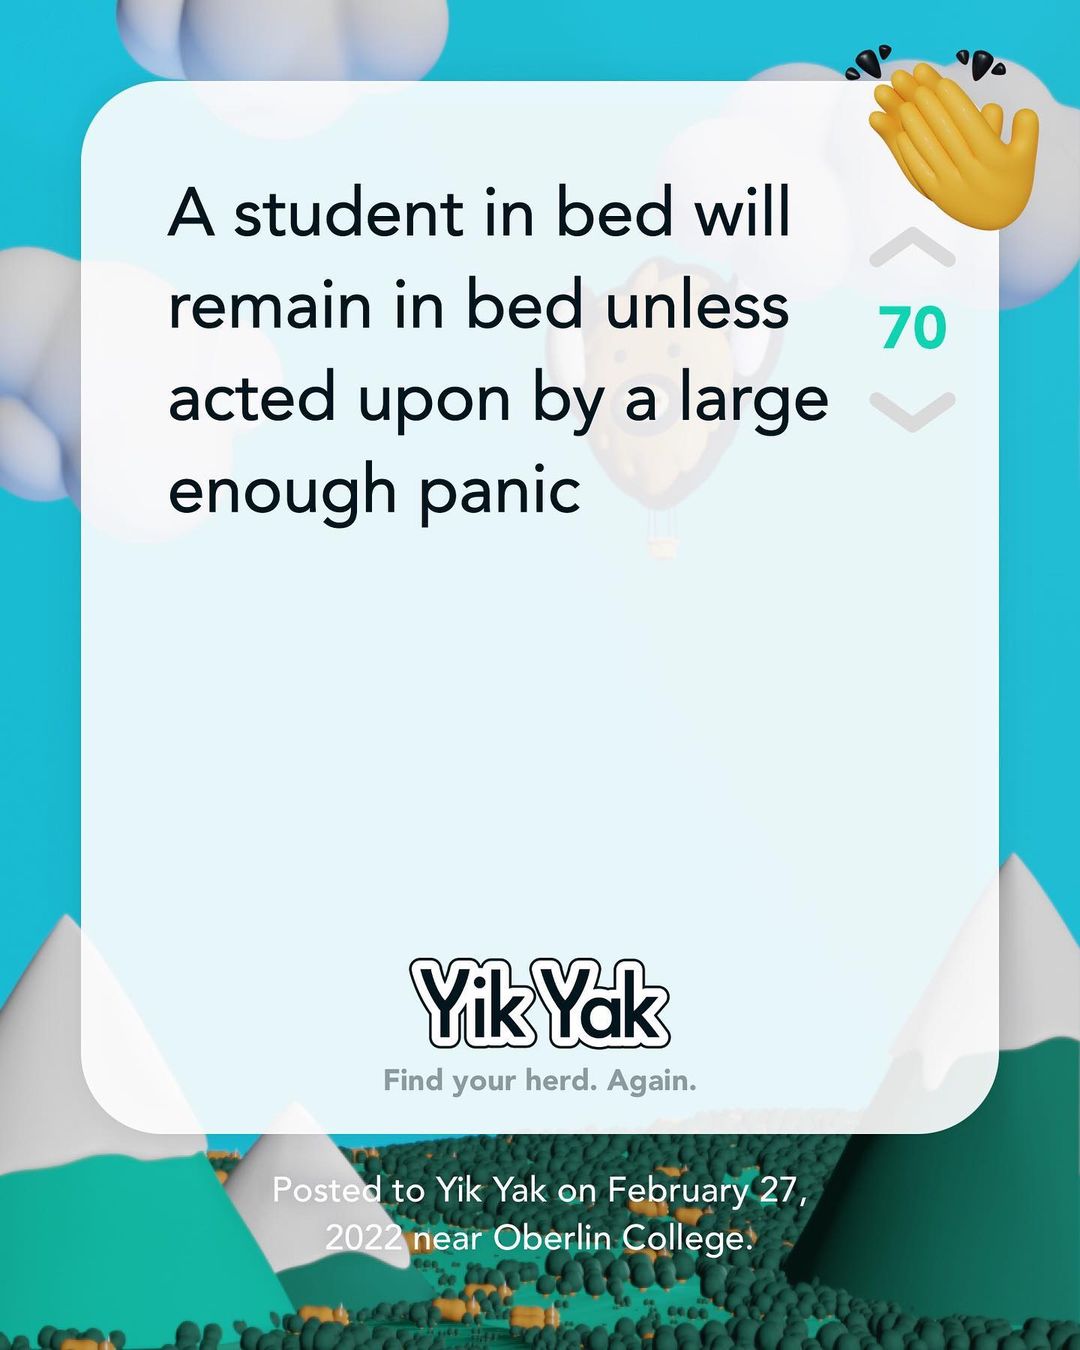 A student in bed will
remain in bed unless
acted upon by a large
enough panic
70
Yik Yak
Find your herd. Again.
Posted to Yik Yak on February 27,
2022 near Oberlin College.